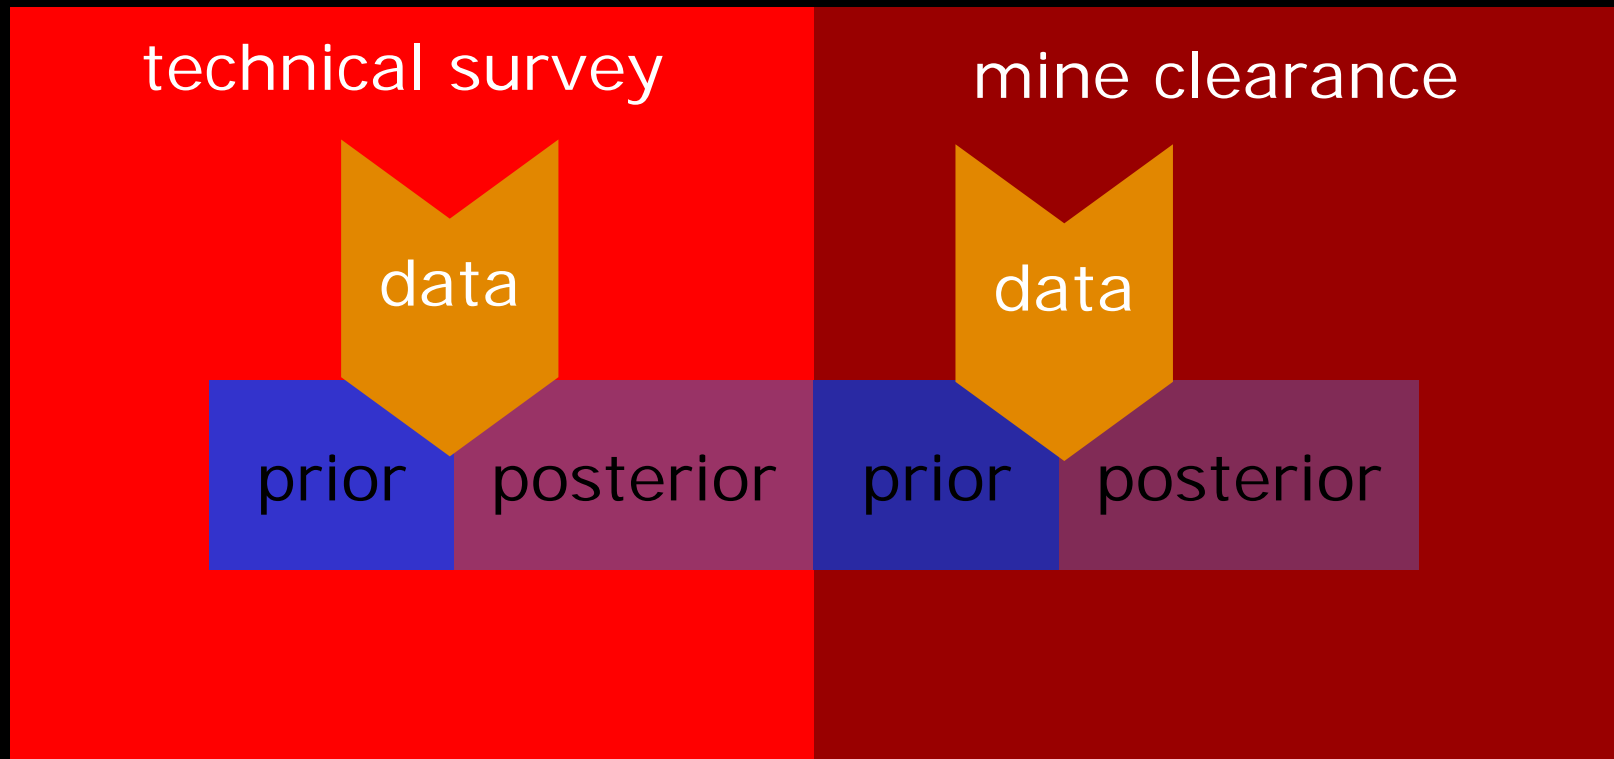 technical survey
mine clearance
data
data
prior
posterior
prior
posterior